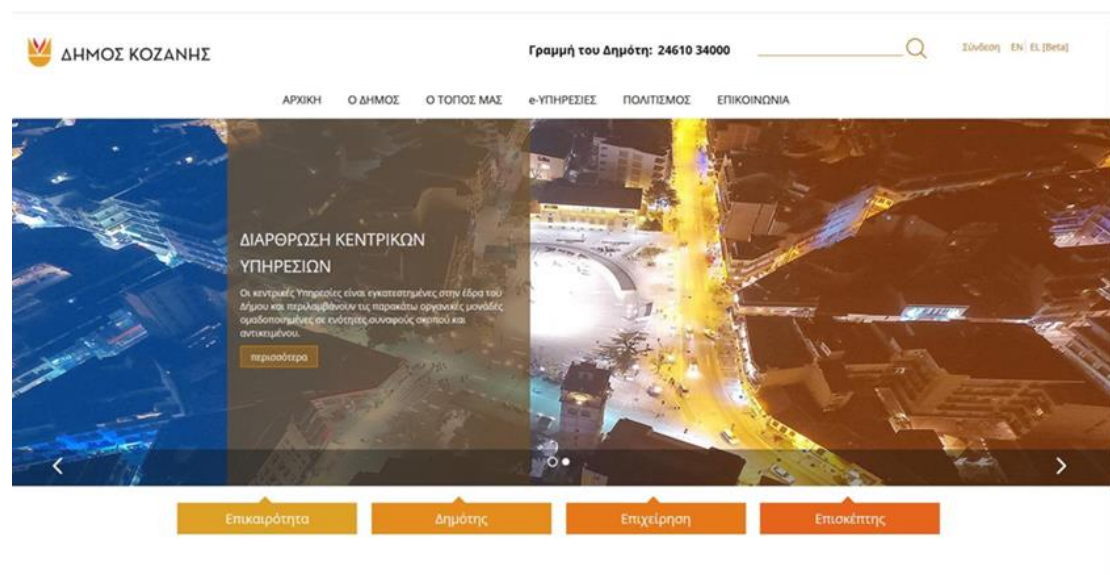 ΔΗΜΟΣ ΚΟΖΑΝΗΣ
Γραμμή του Δημότη: 24610 34000
Σύνδεση EN EL [Beta]
ΑΡΧΙΚΗ Ο ΔΗΜΟΣ Ο ΤΟΠΟΣ ΜΑΣ e-ΥΠΗΡΕΣΙΕΣ ΠΟΛΙΤΙΣΜΟΣ ΕΠΙΚΟΙΝΩΝΙΑ
ΔΙΑΡΘΡΩΣΗ ΚΕΝΤΡΙΚΩΝ
ΥΠΗΡΕΣΙΩΝ
Οι κεντρικές Υπηρεσίες είναι εγκατεστημένες στην έδρα του
Δήμου και περιλαμβάνουν τις παρακάτω οργανικές μονάδες
ομαδοποιημένες σε ενότητες συναφούς σκοπού και
αντικειμένου.
περισσότερα
Επικαιρότητα Δημότης Επιχείρηση Επισκέπτης